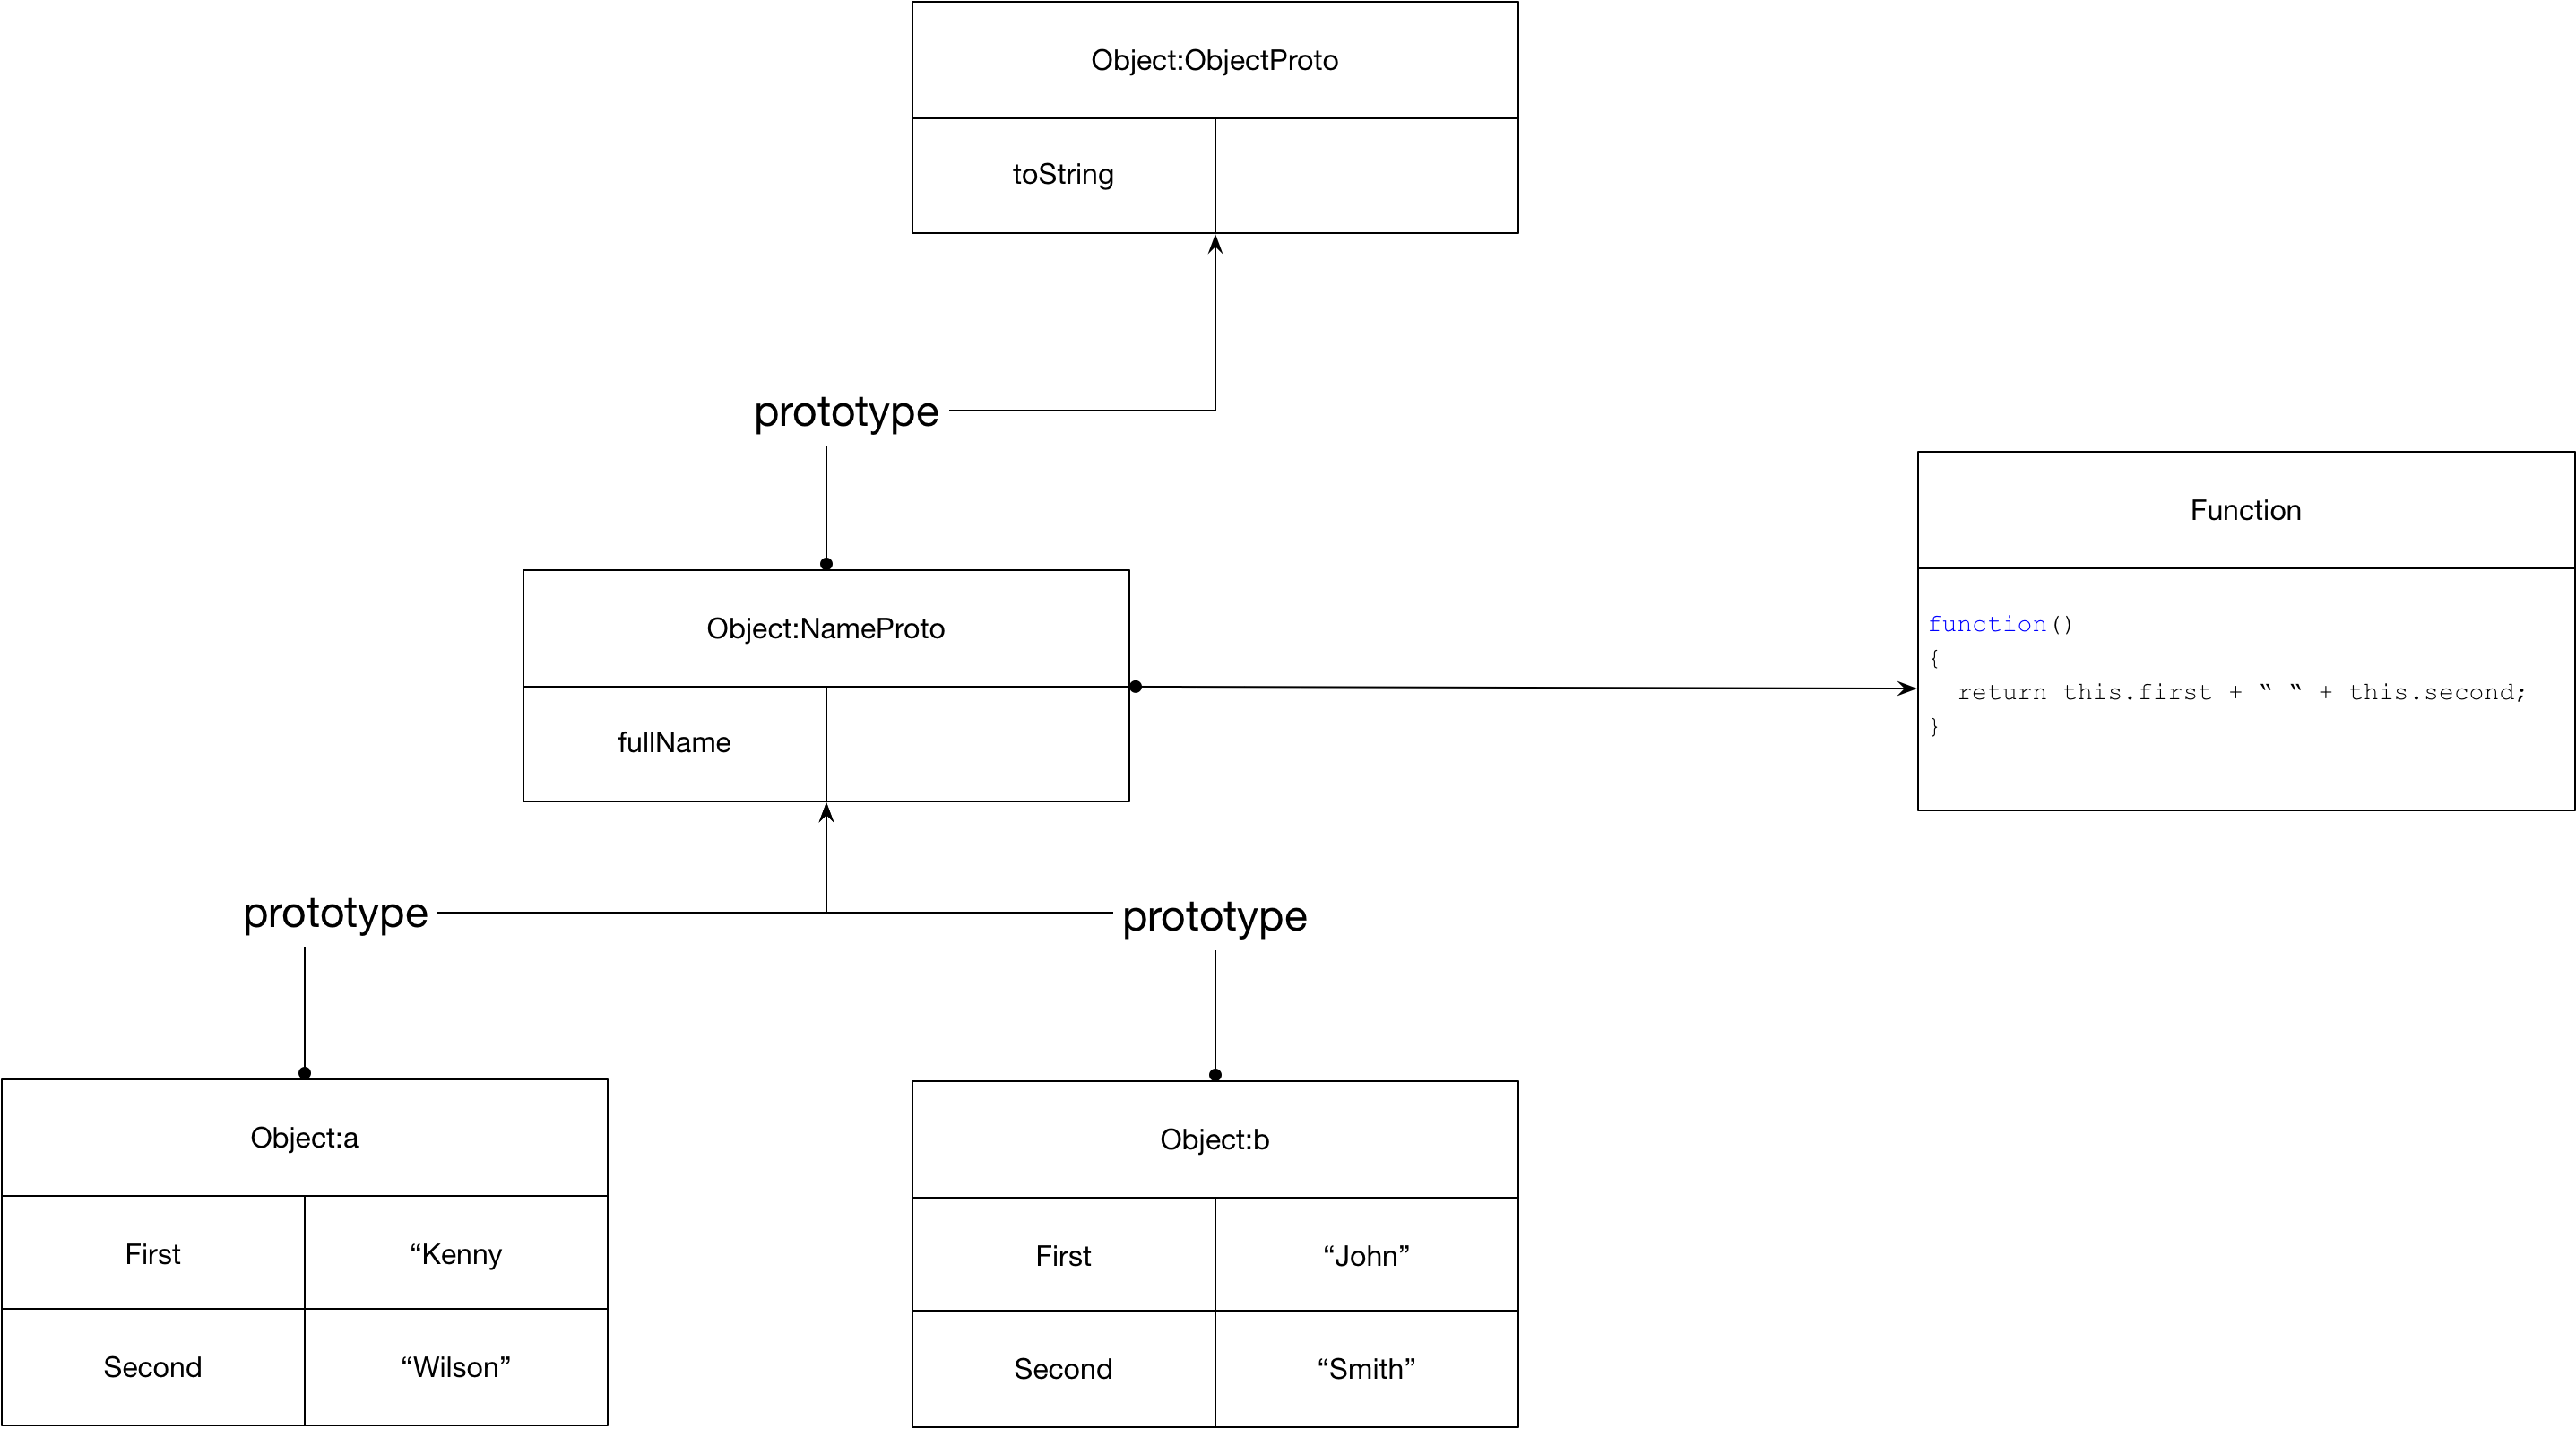 Object:ObjectProto
toString
prototype
Function
function()
{
return this.first + “ “ + this.second;
}
Object:NameProto
fullName
prototype
prototype
Object:a
First
“Kenny
Second
“Wilson”
Object:b
First
“John”
Second
“Smith”